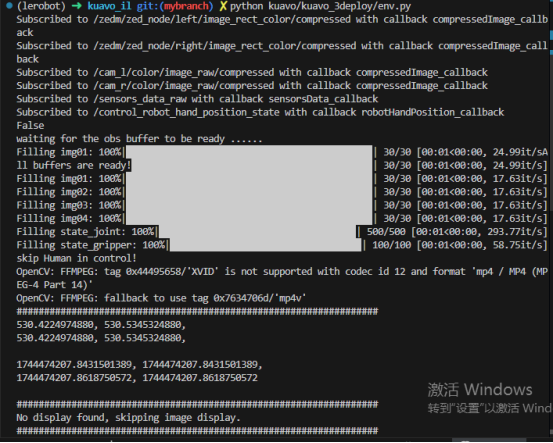 (lerobot) ➜ kuavo_il git:(mybranch) ✗ python kuavo/kuavo_3deploy/env.py
Subscribed to /zedm/zed_node/left/image_rect_color/compressed with callback compressedImage_callb
ack
Subscribed to /zedm/zed_node/right/image_rect_color/compressed with callback compressedImage_call
back
Subscribed to /cam_l/color/image_raw/compressed with callback compressedImage_callback
Subscribed to /cam_r/color/image_raw/compressed with callback compressedImage_callback
Subscribed to /sensors_data_raw with callback sensorsData_callback
Subscribed to /control_robot_hand_position_state with callback robotHandPosition_callback
False
waiting for the obs buffer to be ready ......
Filling img01: 100%| | 30/30 [00:01<00:00, 24.99it/sA
ll buffers are ready!| 30/30 [00:01<00:00, 24.99it/s]
Filling img01: 100%| | 30/30 [00:01<00:00, 17.63it/s]
Filling img02: 100%| | 30/30 [00:01<00:00, 17.63it/s]
Filling img03: 100%| | 30/30 [00:01<00:00, 17.63it/s]
Filling img04: 100%| | 30/30 [00:01<00:00, 17.63it/s]
Filling state_joint: 100%| | 500/500 [00:01<00:00, 293.77it/s]
Filling state_gripper: 100%| | 100/100 [00:01<00:00, 58.75it/s]
skip Human in control!
OpenCV: FFMPEG: tag 0x44495658/'XVID' is not supported with codec id 12 and format 'mp4 / MP4 (MP
EG-4 Part 14)'
OpenCV: FFMPEG: fallback to use tag 0x7634706d/'mp4v'
################################################################
530.4224974880, 530.5345324880,
530.4224974880, 530.5345324880,
1744474207.8431501389, 1744474207.8431501389,
1744474207.8618750572, 1744474207.8618750572
################################################################
No display found, skipping image display.
################################################################
激活 Windows
转到"设置"以激活 Wind